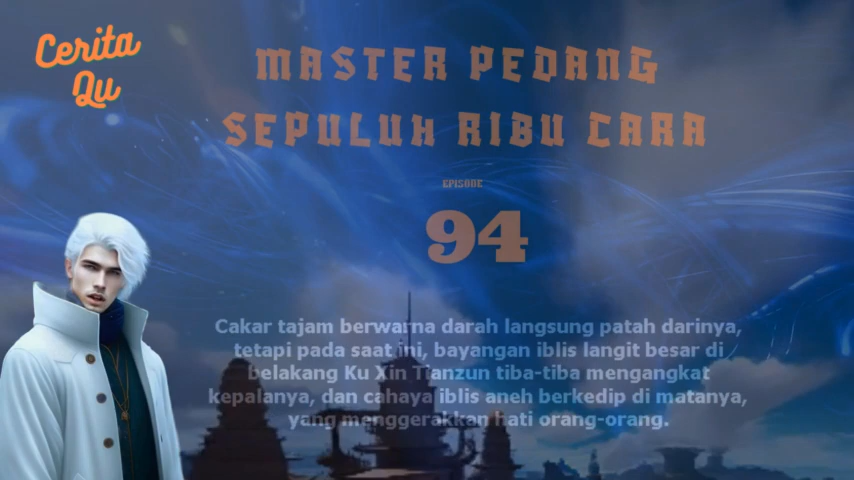 Cerita
Qu
MASTER PEDANG
SEPULUH RIBU CARA
EPISODE
94
Cakar tajam berwarna darah langsung patah darinya,
tetapi pada saat ini, bayangan iblis langit besar di
belakang Ku Xin Tianzun tiba-tiba mengangkat
kepalanya, dan cahaya iblis aneh berkedip di matanya,
yang menggerakkan hati orang-orang.